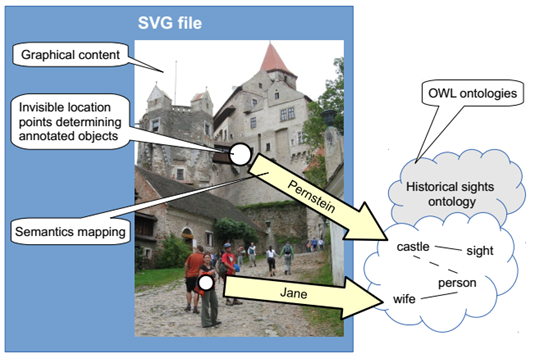 SVG file
Graphical content
Invisible location
points determining
annotated objects
Semantics mapping
Pernstein
Jane
OWL ontologies
Historical sights
ontology
castle
sight
person
wife